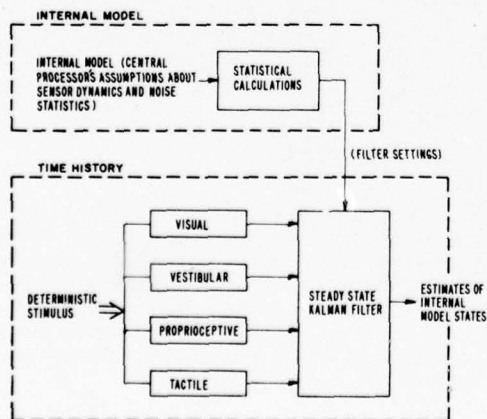 INTERNAL MODEL
INTERNAL MODEL (CENTRAL
PROCESSOR'S ASSUMPTIONS ABOUT
SENSOR DYNAMICS AND NOISE
STATISTICS)
STATISTICAL
CALCULATIONS
(FILTER SETTINGS)
TIME HISTORY
DETERMINISTIC
STIMULUS
VISUAL
VESTIBULAR
PROPRIOCEPTIVE
TACTILE
STEADY STATE
KALMAN FILTER
ESTIMATES OF
INTERNAL
MODEL STATES